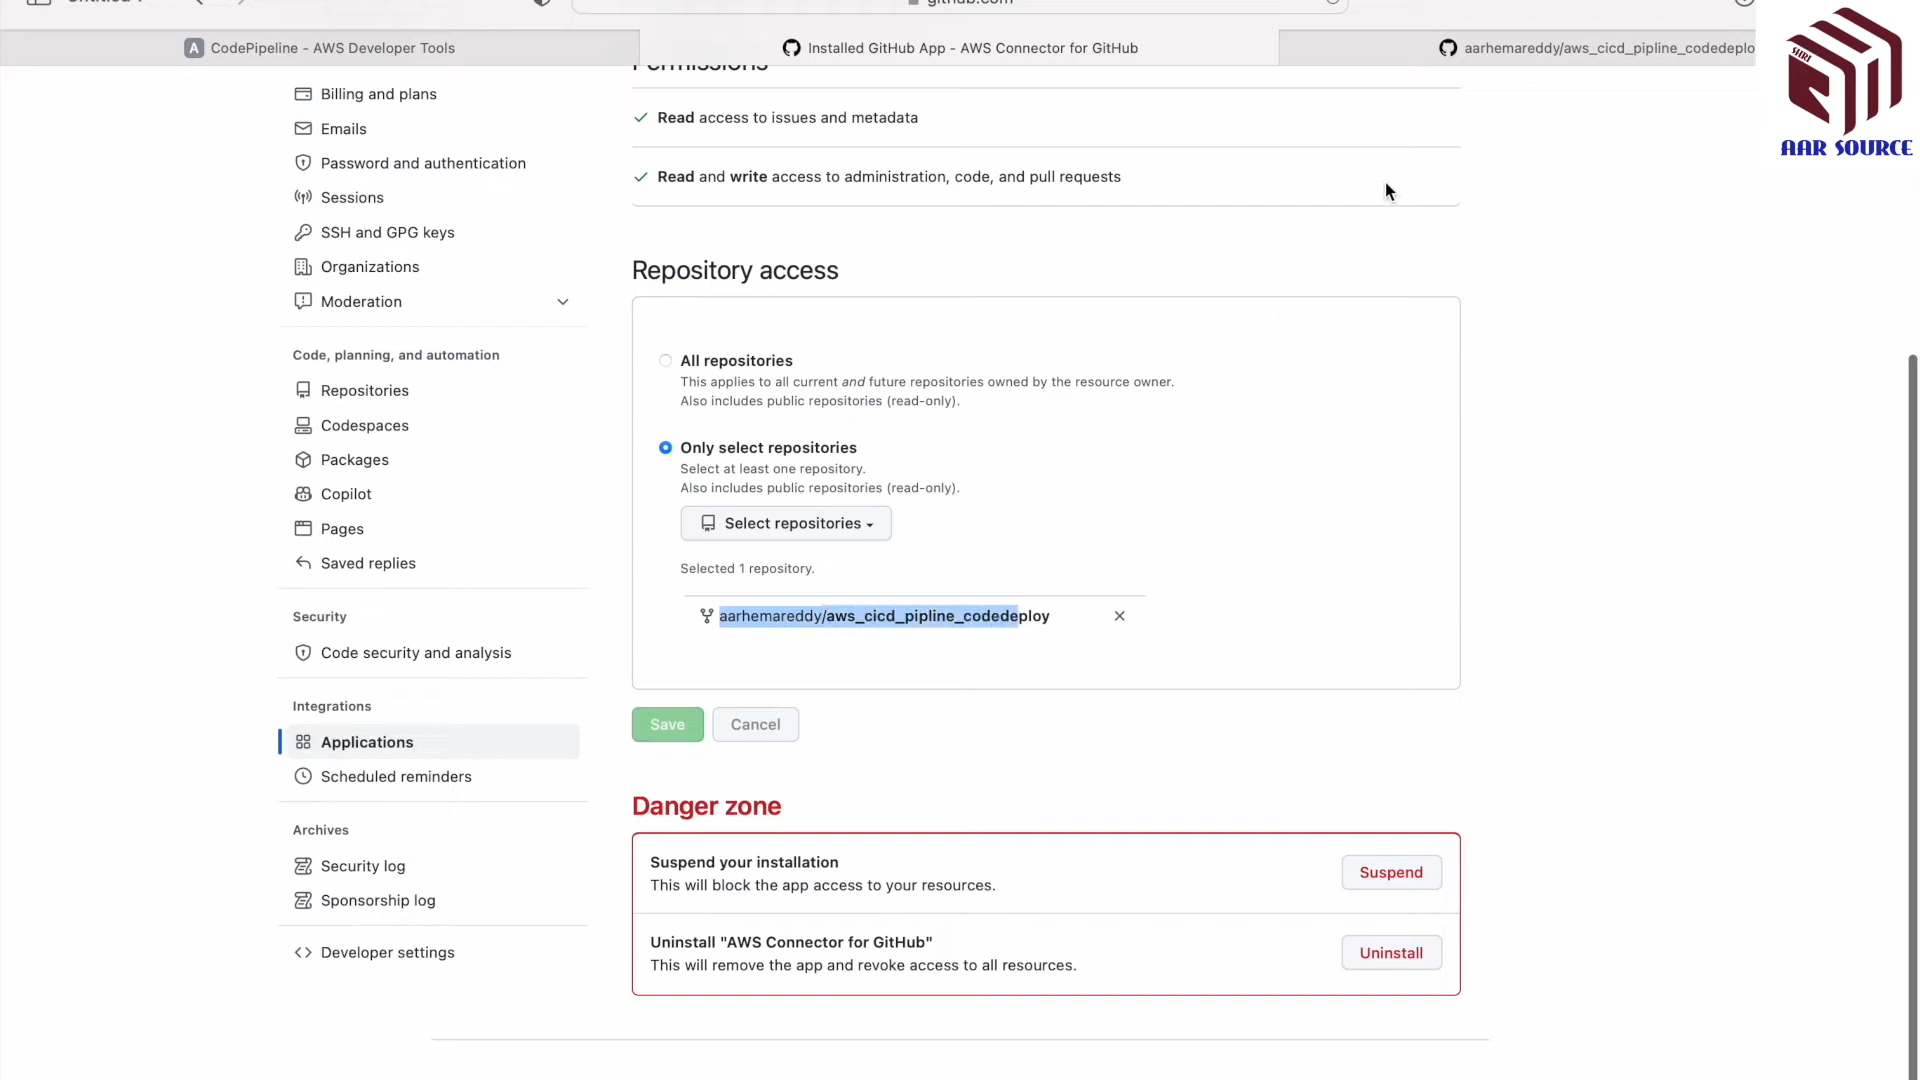 github.com
CodePipeline - AWS Developer Tools
Installed GitHub App - AWS Connector for GitHub
aarhemareddy/aws_cicd_pipline_codedeplo
SHRI
AAR SOURCE
Billing and plans
Emails
Password and authentication
Sessions
SSH and GPG keys
Organizations
Moderation
Code, planning, and automation
Repositories
Codespaces
Packages
Copilot
Pages
Saved replies
Security
Code security and analysis
Integrations
Applications
Scheduled reminders
Archives
Security log
Sponsorship log
Developer settings
Permissions
Read access to issues and metadata
Read and write access to administration, code, and pull requests
Repository access
All repositories
This applies to all current and future repositories owned by the resource owner.
Also includes public repositories (read-only).
Only select repositories
Select at least one repository.
Also includes public repositories (read-only).
Select repositories
Selected 1 repository.
aarhemareddy/aws_cicd_pipline_codedeploy
Save
Cancel
Danger zone
Suspend your installation
This will block the app access to your resources.
Suspend
Uninstall "AWS Connector for GitHub"
This will remove the app and revoke access to all resources.
Uninstall